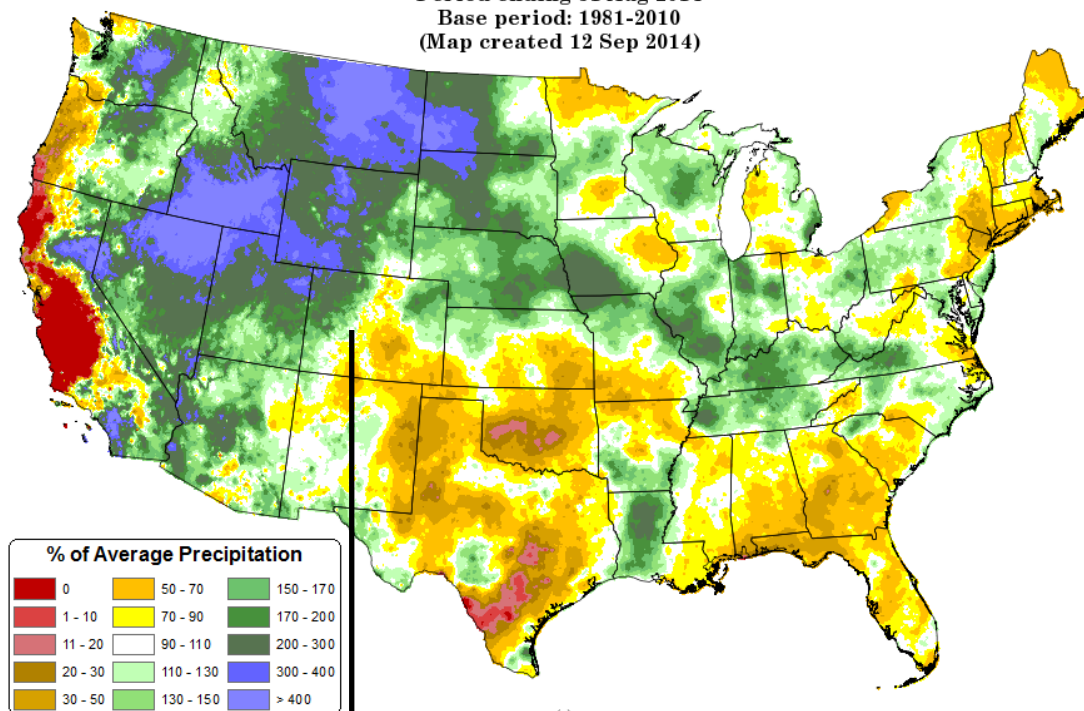 Base period: 1981-2010
(Map created 12 Sep 2014)
% of Average Precipitation
0
50 - 70
150 - 170
1 - 10
70 - 90
170 - 200
11 - 20
90 - 110
200 - 300
20 - 30
110 - 130
300 - 400
30 - 50
130 - 150
> 400